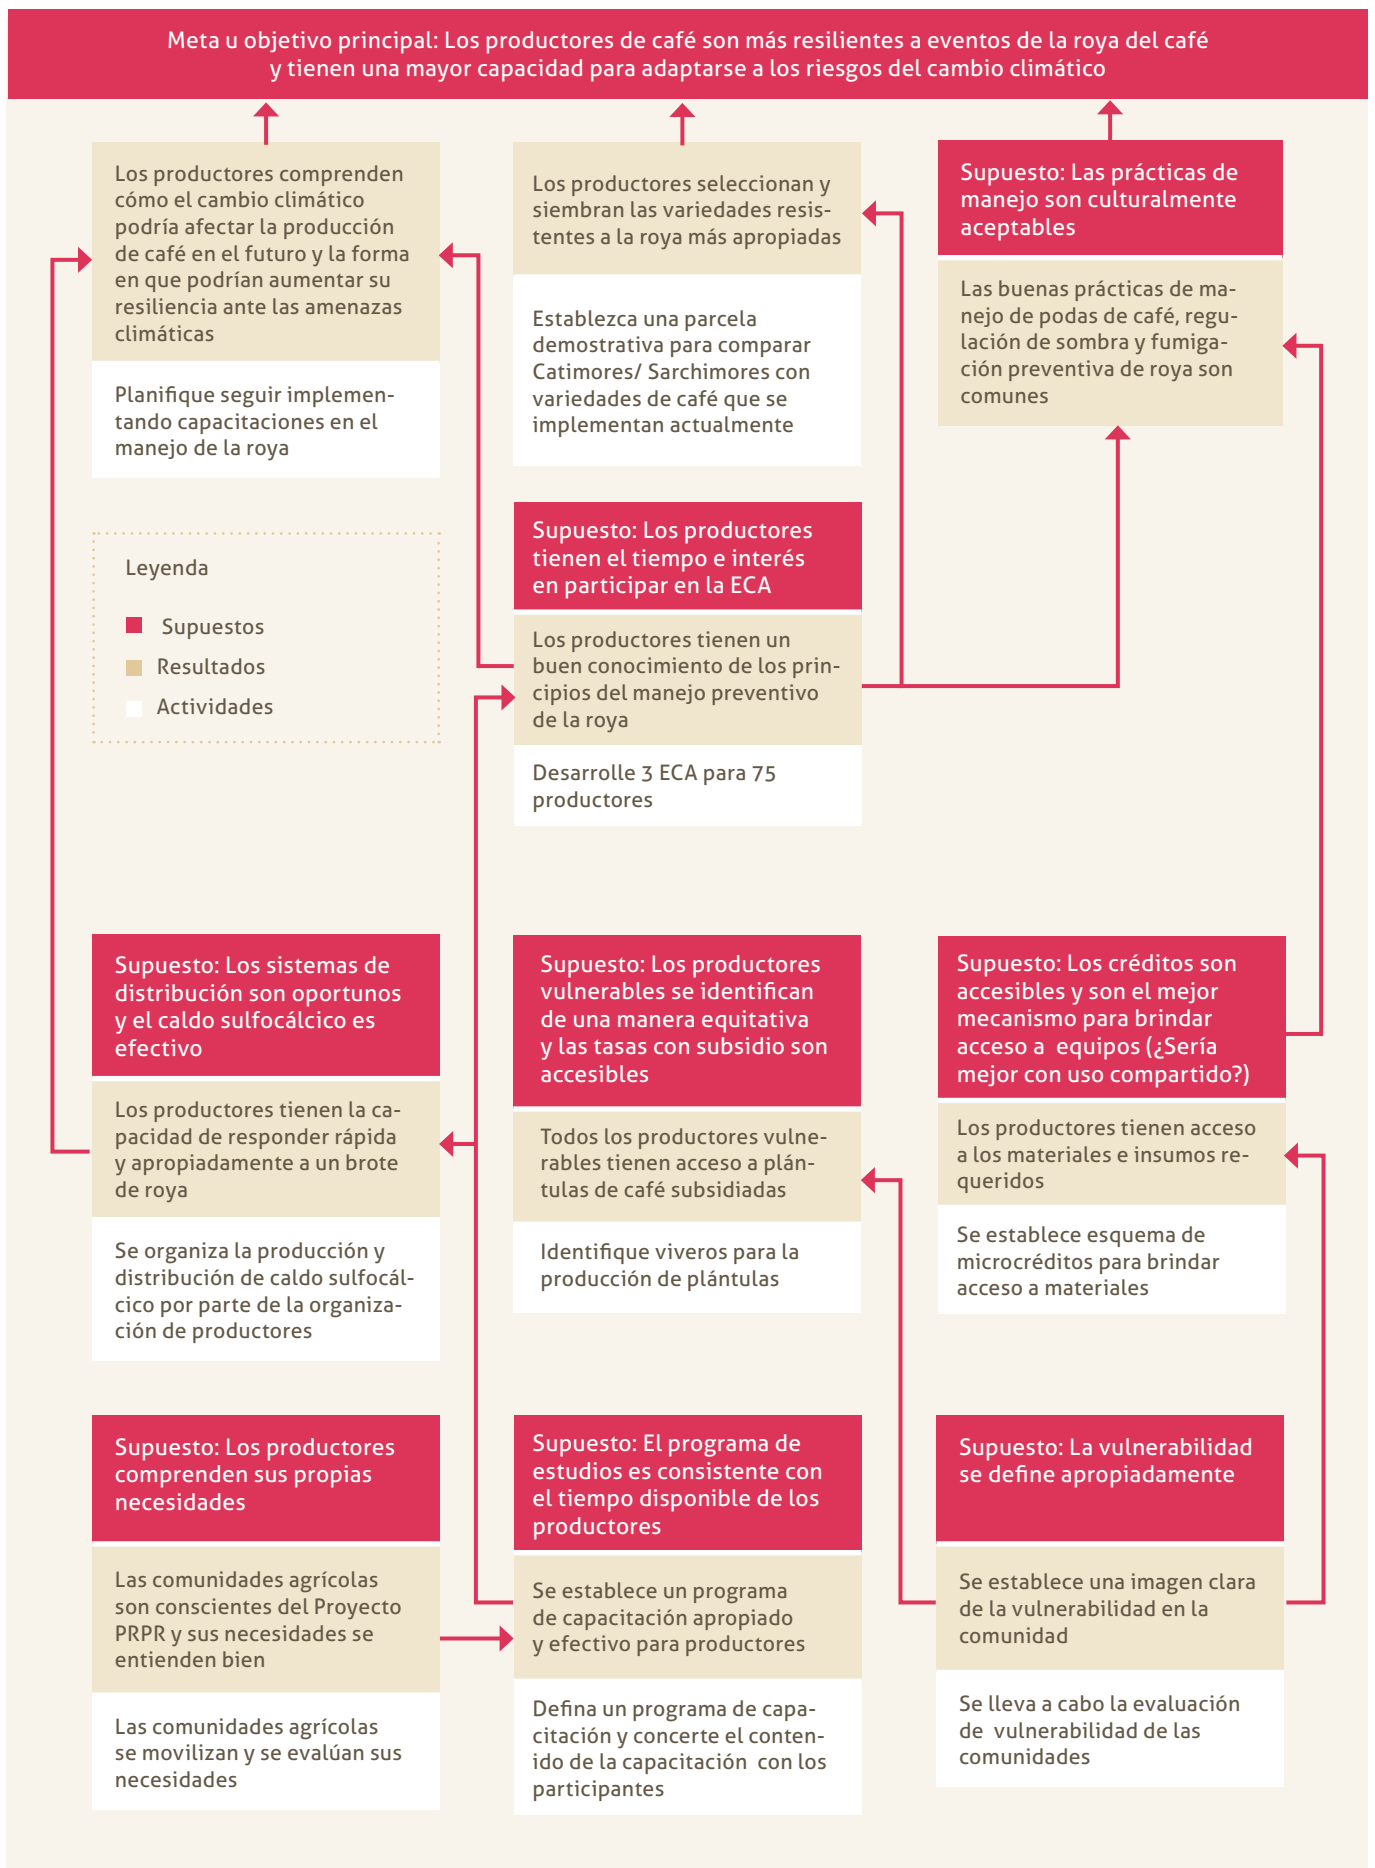 Meta u objetivo principal: Los productores de café son más resilientes a eventos de la roya del café
y tienen una mayor capacidad para adaptarse a los riesgos del cambio climático
Los productores comprenden
cómo el cambio climático
podría afectar la producción
de café en el futuro y la forma
en que podrían aumentar su
resiliencia ante las amenazas
climáticas
Planifique seguir implemen-
tando capacitaciones en el
manejo de la roya
Los productores seleccionan y
siembran las variedades resis-
tentes a la roya más apropiadas
Establezca una parcela
demostrativa para comparar
Catimores/ Sarchimores con
variedades de café que se
implementan actualmente
Supuesto: Las prácticas de
manejo son culturalmente
aceptables
Las buenas prácticas de ma-
nejo de podas de café, regu-
lación de sombra y fumiga-
ción preventiva de roya son
comunes
Leyenda
Supuestos
Resultados
Actividades
Supuesto: Los productores
tienen el tiempo e interés
en participar en la ECA
Los productores tienen un
buen conocimiento de los prin-
cipios del manejo preventivo
de la roya
Desarrolle 3 ECA para 75
productores
Supuesto: Los sistemas de
distribución son oportunos
y el caldo sulfocálcico es
efectivo
Los productores tienen la ca-
pacidad de responder rápida
y apropiadamente a un brote
de roya
Se organiza la producción y
distribución de caldo sulfocál-
cico por parte de la organiza-
ción de productores
Supuesto: Los productores
vulnerables se identifican
de una manera equitativa
y las tasas con subsidio son
accesibles
Todos los productores vulne-
rables tienen acceso a plán-
tulas de café subsidiadas
Identifique viveros para la
producción de plántulas
Supuesto: Los créditos son
accesibles y son el mejor
mecanismo para brindar
acceso a  equipos (¿Sería
mejor con uso compartido?)
Los productores tienen acceso
a los materiales e insumos re-
queridos
Se establece esquema de
microcréditos para brindar
acceso a materiales
Supuesto: Los productores
comprenden sus propias
necesidades
Las comunidades agrícolas
son conscientes del Proyecto
PRPR y sus necesidades se
entienden bien
Las comunidades agrícolas
se movilizan y se evalúan sus
necesidades
Supuesto: El programa de
estudios es consistente con
el tiempo disponible de los
productores
Se establece un programa
de capacitación apropiado
y efectivo para productores
Defina un programa de capa-
citación y concerte el conten-
ido de la capacitación  con los
participantes
Supuesto: La vulnerabilidad
se define apropiadamente
Se establece una imagen clara
de la vulnerabilidad en la
comunidad
Se lleva a cabo la evaluación
de  vulnerabilidad de las
comunidades